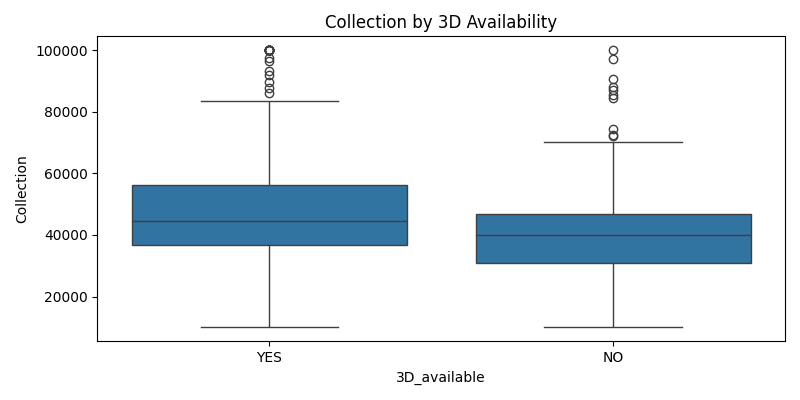 Collection by 3D Availability
100000
80000
60000
40000
20000
Collection
YES
NO
3D_available